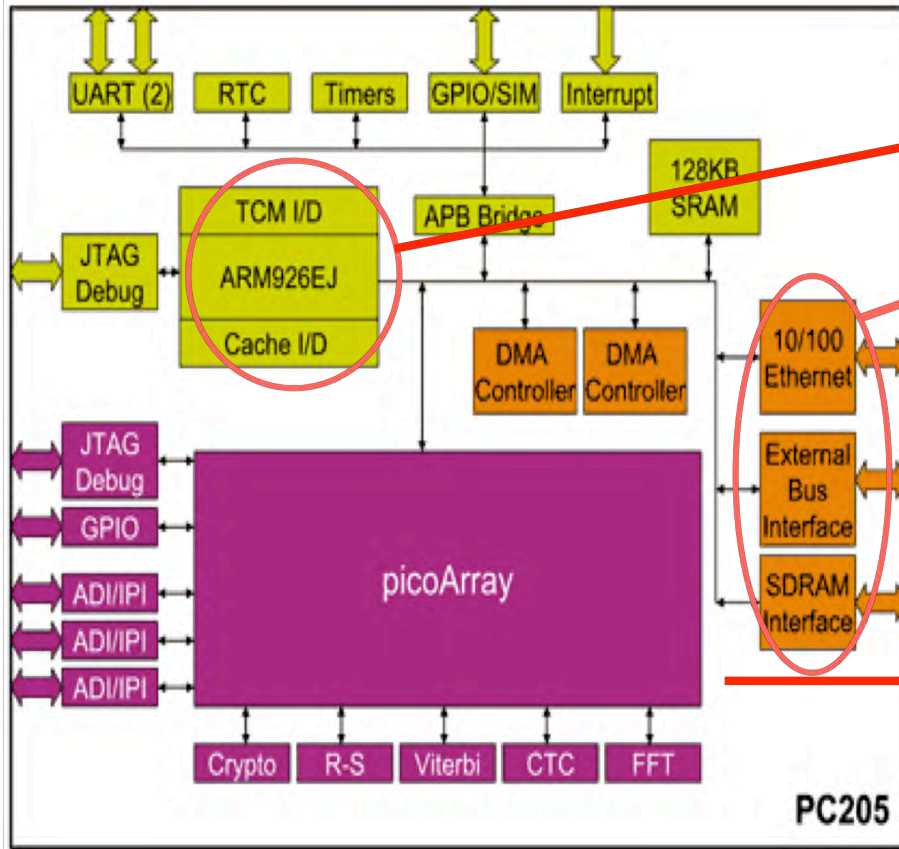 UART (2)
RTC
Timers
GPIO/SIM
Interrupt
128KB
SRAM
TCM I/D
APB Bridge
JTAG
Debug
ARM926EJ
Cache I/D
DMA
Controller
DMA
Controller
10/100
Ethernet
JTAG
Debug
External
Bus
Interface
GPIO
picoArray
ADI/IPI
SDRAM
Interface
ADI/IPI
ADI/IPI
Crypto
R-S
Viterbi
CTC
FFT
PC205